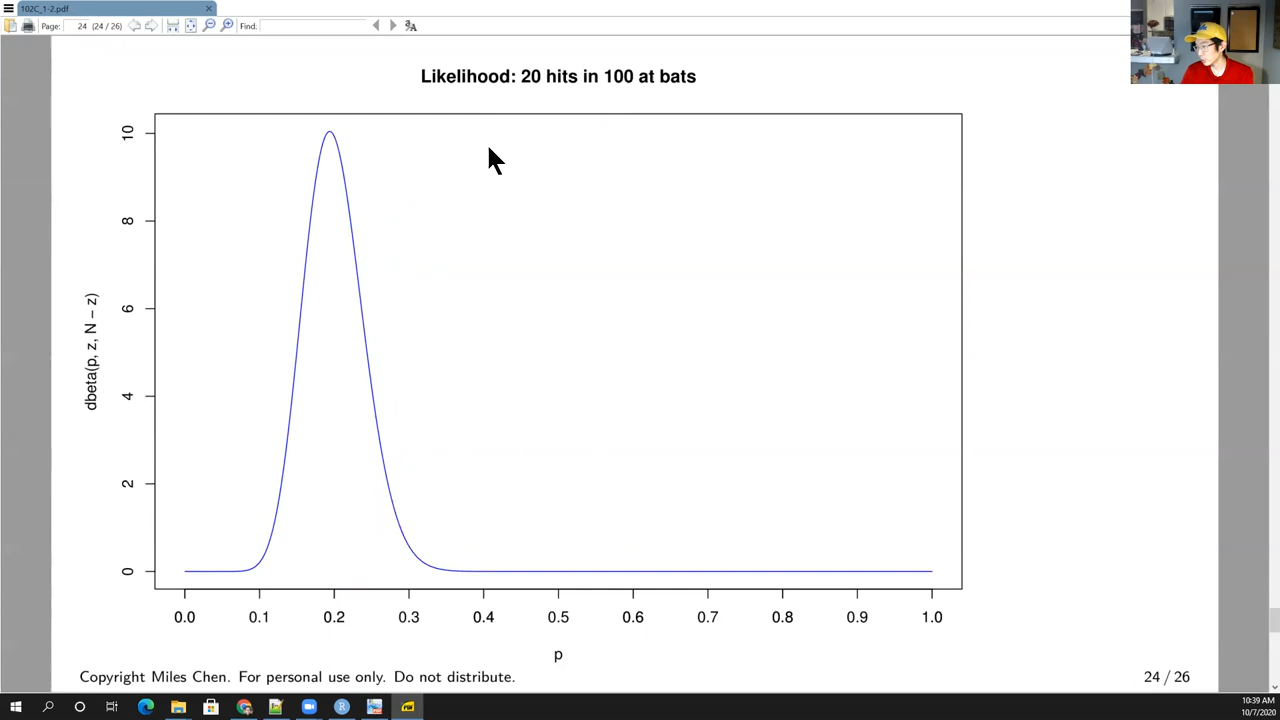 102C_1-2.pdf
Page: 24 (24 / 26) Find:
Likelihood: 20 hits in 100 at bats
10
8
6
4
2
0
dbeta(p, z, N − z)
0.0 0.1 0.2 0.3 0.4 0.5 0.6 0.7 0.8 0.9 1.0
p
Copyright Miles Chen. For personal use only. Do not distribute. 24 / 26
10:39 AM
10/7/2020